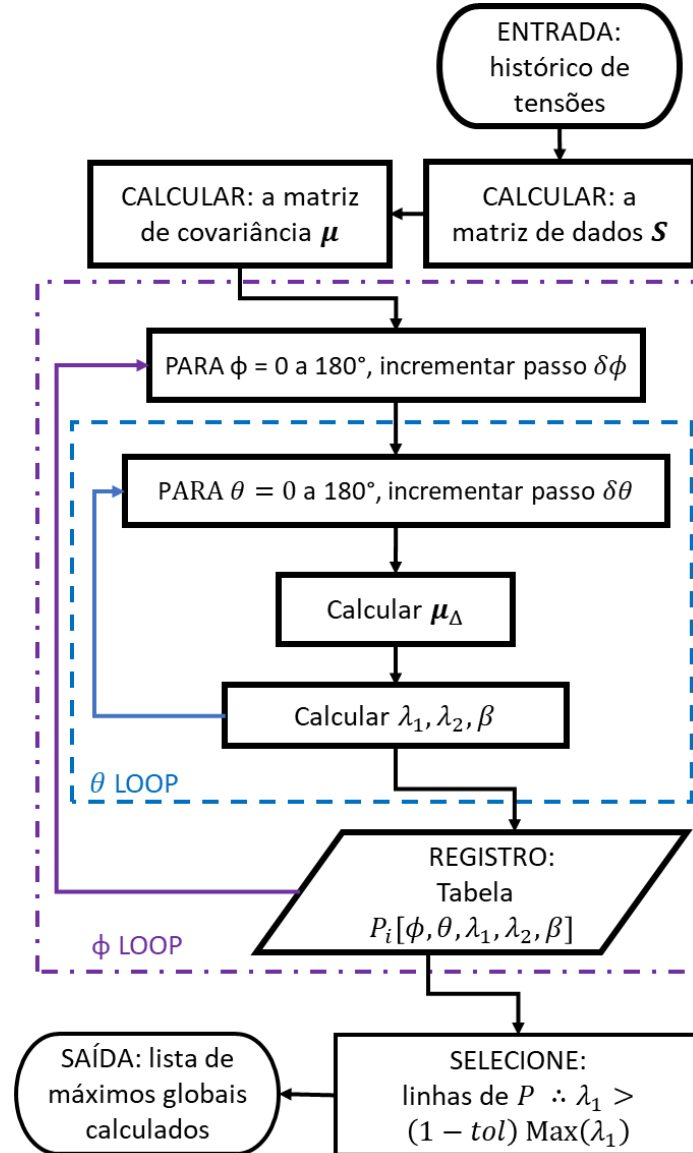 ENTRADA:
histórico de
tensões
CALCULAR: a
matriz de dados S
CALCULAR: a matriz
de covariância μ
PARA ϕ = 0 a 180°, incrementar passo δϕ
PARA θ = 0 a 180°, incrementar passo δθ
Calcular μ_Δ
Calcular λ₁, λ₂, β
θ LOOP
REGISTRO:
Tabela
P_i[ϕ, θ, λ₁, λ₂, β]
ϕ LOOP
SELECIONE:
linhas de P ∴ λ₁ >
(1 − tol) Max(λ₁)
SAÍDA: lista de
máximos globais
calculados